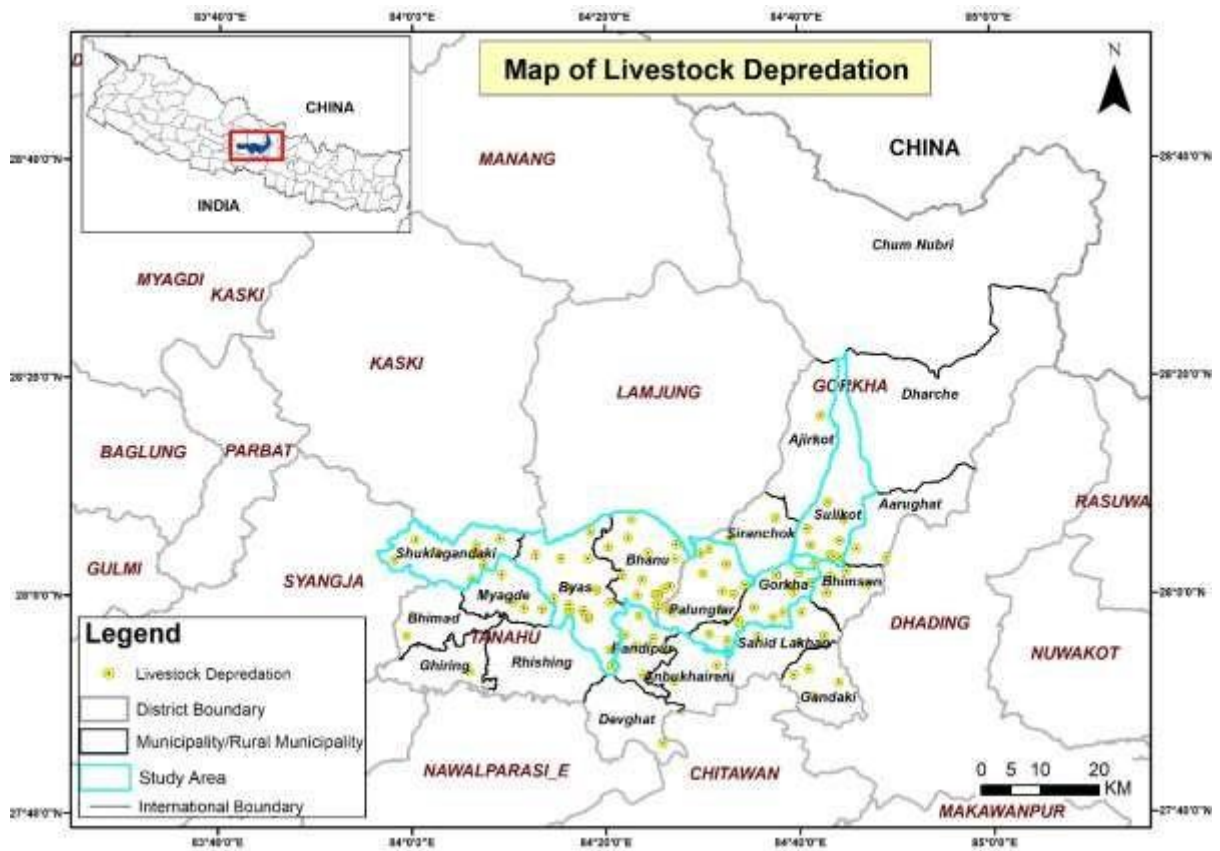 83°40'0"E 84°0'0"E 84°20'0"E 84°40'0"E 85°0'0"E
Map of Livestock Depredation
N
CHINA
INDIA
CHINA
MANANG
28°40'0"N
28°40'0"N
Chum Nubri
MYAGDI
KASKI
KASKI
LAMJUNG
GORKHA
Dharche
28°20'0"N
28°20'0"N
Ajirkot
BAGLUNG
PARBAT
Aarughat
RASUWA
Sulikot
Siranchok
Shuklagandaki
Bhanu
GULMI
SYANGJA
Byas
Gorkha
Bhimsen
28°0'0"N
28°0'0"N
Myagde
Palungtar
Bhimad
TANAHU
DHADING
Sahid Lakhan
Ghiring
Rhishing
Anbukhaireni
NUWAKOT
Gandaki
Devghat
NAWALPARASI_E
CHITAWAN
MAKAWANPUR
Legend
Livestock Depredation
District Boundary
Municipality/Rural Municipality
Study Area
International Boundary
0 5 10 20
KM
27°40'0"N
27°40'0"N
83°40'0"E 84°0'0"E 84°20'0"E 84°40'0"E 85°0'0"E